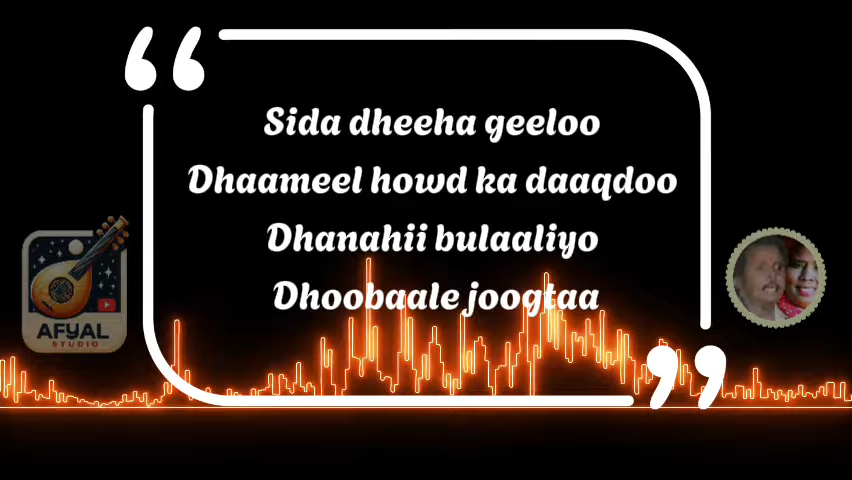 Sida dheeha geeloo
Dhaameel howd ka daaqdoo
Dhanahii bulaaliyo
Dhoobaale joogtaa
AFYAL
STUDIO